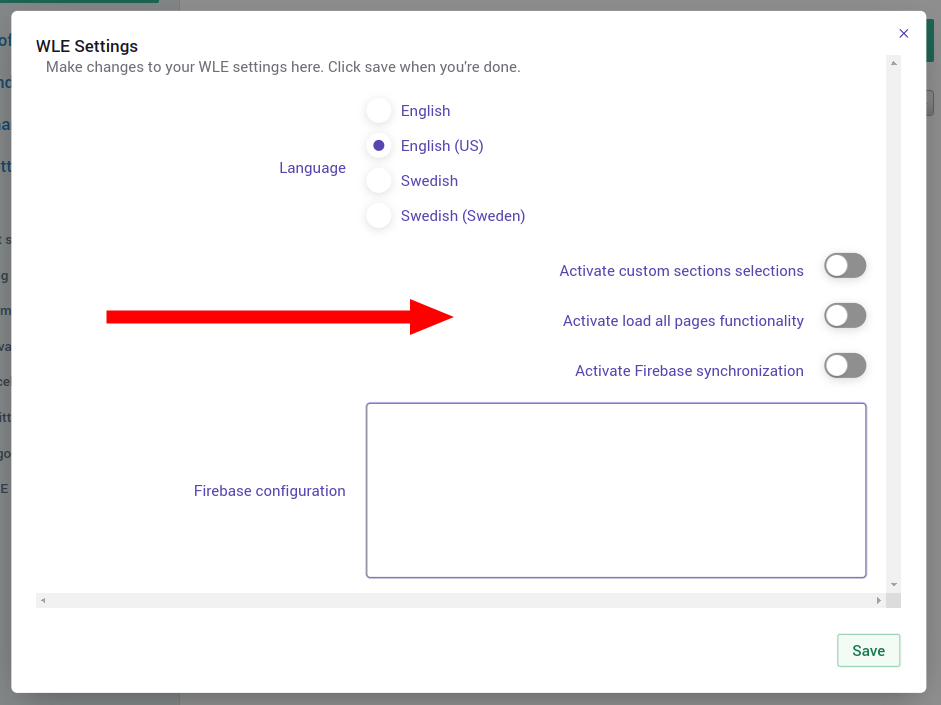 WLE Settings
Make changes to your WLE settings here. Click save when you're done.
English
English (US)
Language
Swedish
Swedish (Sweden)
Activate custom sections selections
Activate load all pages functionality
Activate Firebase synchronization
Firebase configuration
Save